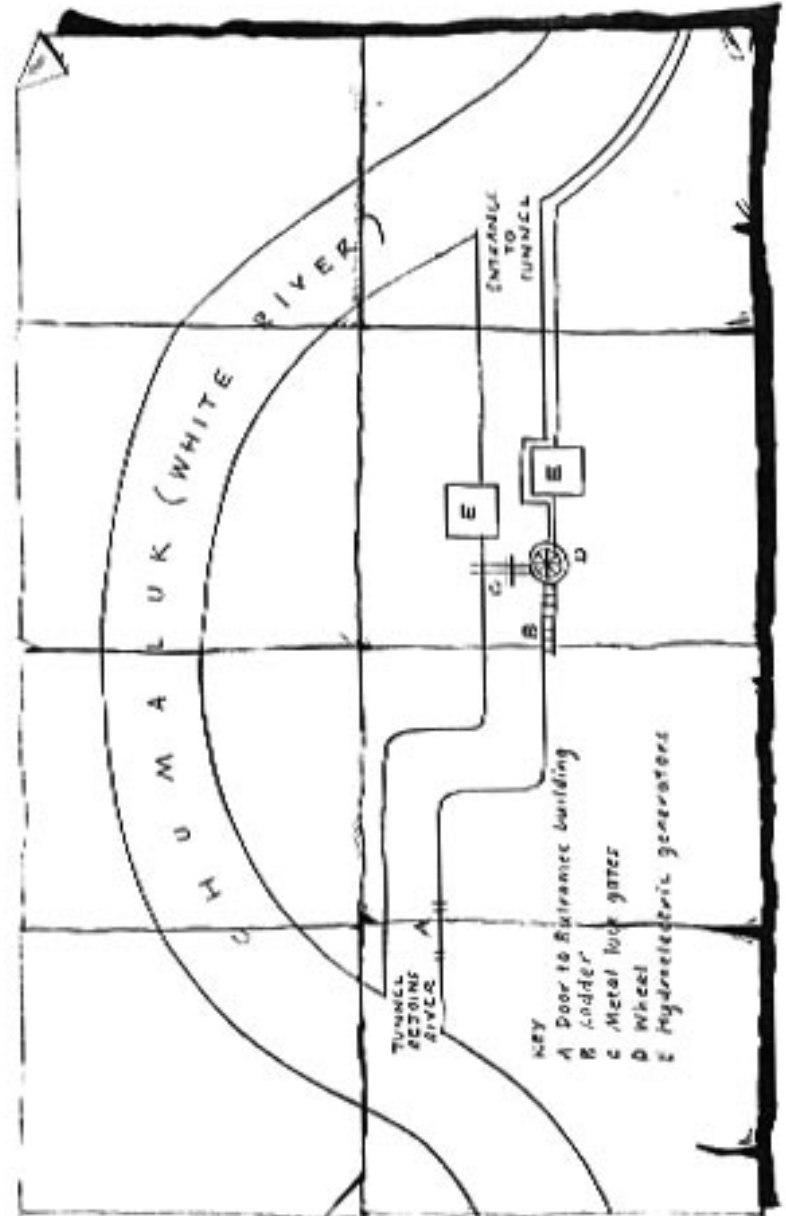 CHUMALUK (WHITE RIVER)
ENTRANCE
TO
TUNNEL
E
E
C
D
B
A
TUNNEL
REJOINS
RIVER
KEY
A Door to building
B Ladder
C Metal lock gates
D Wheel
E Hydroelectric generators